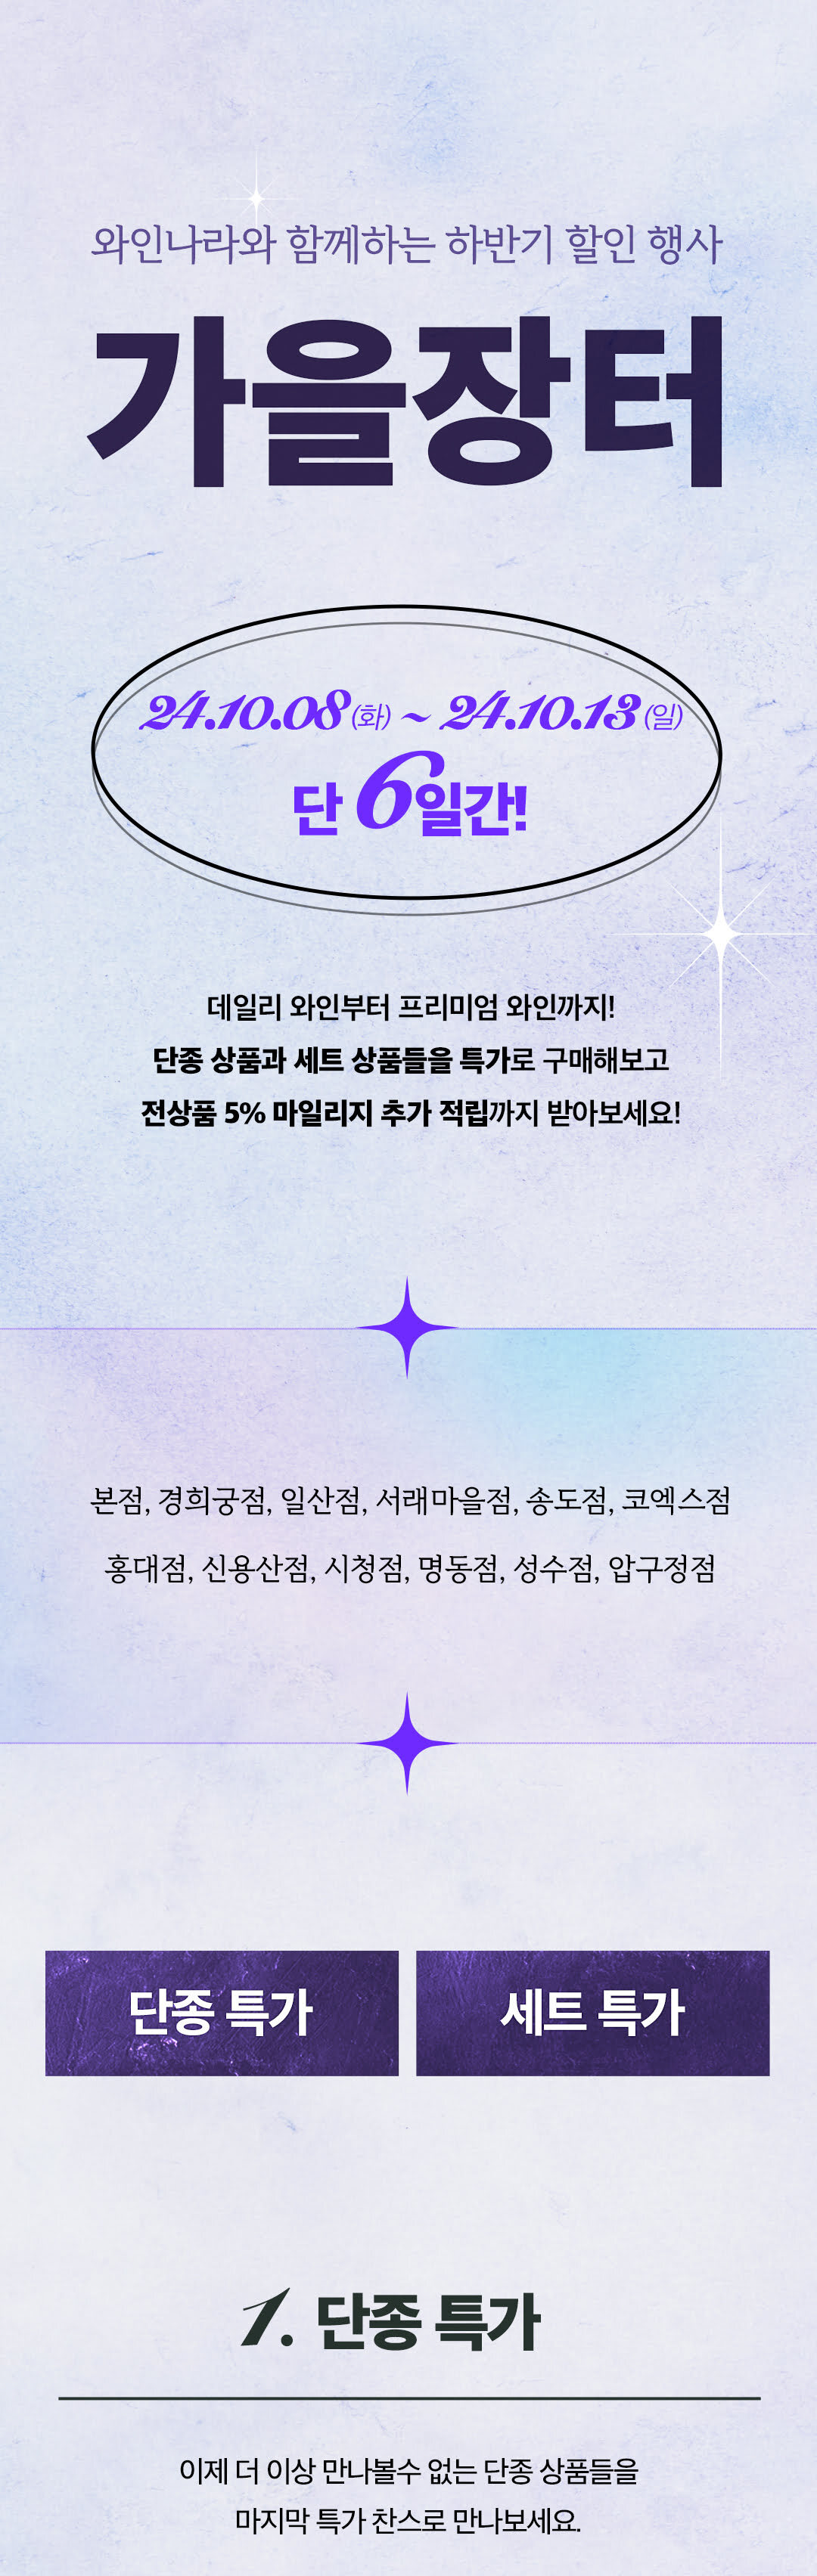 와인나라와 함께하는 하반기 할인 행사
가을장터
24.10.08(화) ~ 24.10.13(일)
단 6일간!
데일리 와인부터 프리미엄 와인까지!
단종 상품과 세트 상품들을 특가로 구매해보고
전상품 5% 마일리지 추가 적립까지 받아보세요!
본점, 경희궁점, 일산점, 서래마을점, 송도점, 코엑스점
홍대점, 신용산점, 시청점, 명동점, 성수점, 압구정점
단종 특가 세트 특가
1. 단종 특가
이제 더 이상 만나볼수 없는 단종 상품들을
마지막 특가 찬스로 만나보세요.